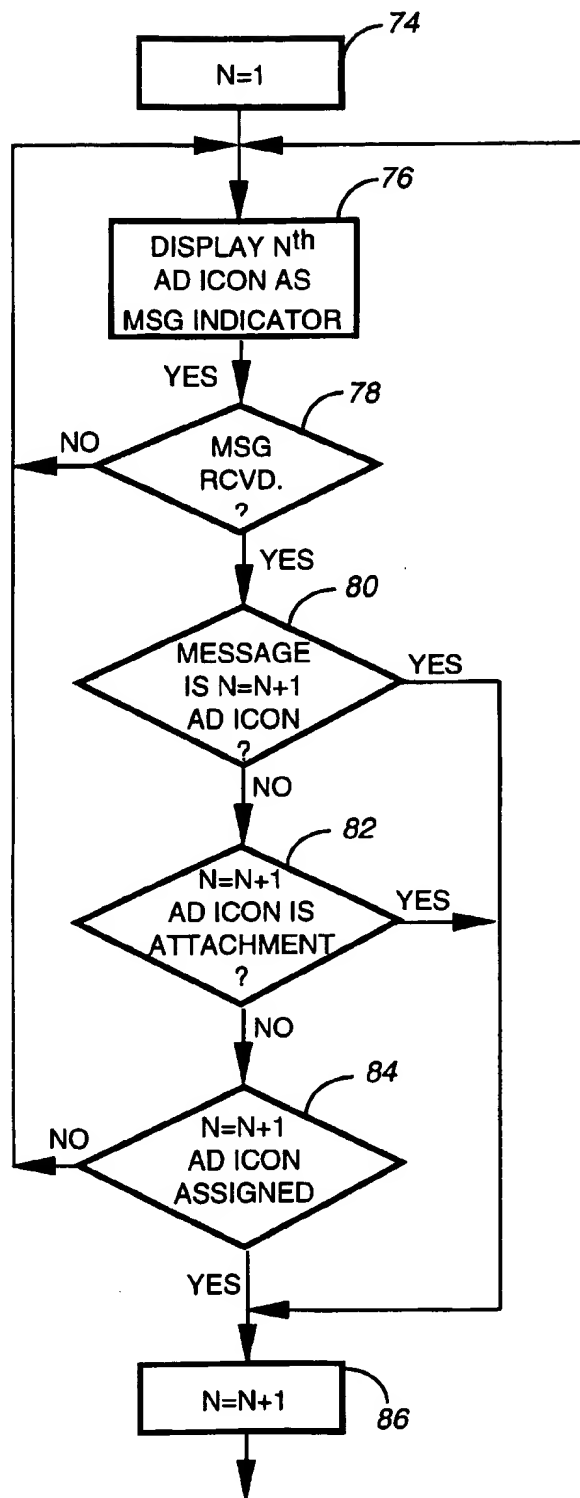 74
N=1
76
DISPLAY Nth
AD ICON AS
MSG INDICATOR
YES
78
NO
MSG
RCVD.
?
YES
80
MESSAGE
IS N=N+1
AD ICON
?
YES
NO
82
N=N+1
AD ICON IS
ATTACHMENT
?
YES
NO
84
NO
N=N+1
AD ICON
ASSIGNED
YES
N=N+1
86